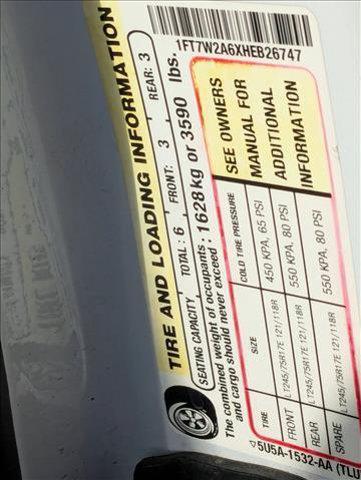 TIRE AND LOADING INFORMATION
SEATING CAPACITY TOTAL: 6 FRONT: 3 REAR: 3
The combined weight of occupants and cargo should never exceed : 1628 kg or 3590 lbs.
1FT7W2A6XHEB26747
TIRE SIZE COLD TIRE PRESSURE
FRONT LT245/75R17E 121/118R 450 KPA, 65 PSI
REAR LT245/75R17E 121/118R 550 KPA, 80 PSI
SPARE LT245/75R17E 121/118R 550 KPA, 80 PSI
SEE OWNERS
MANUAL FOR
ADDITIONAL
INFORMATION
5U5A-1532-AA (TLU